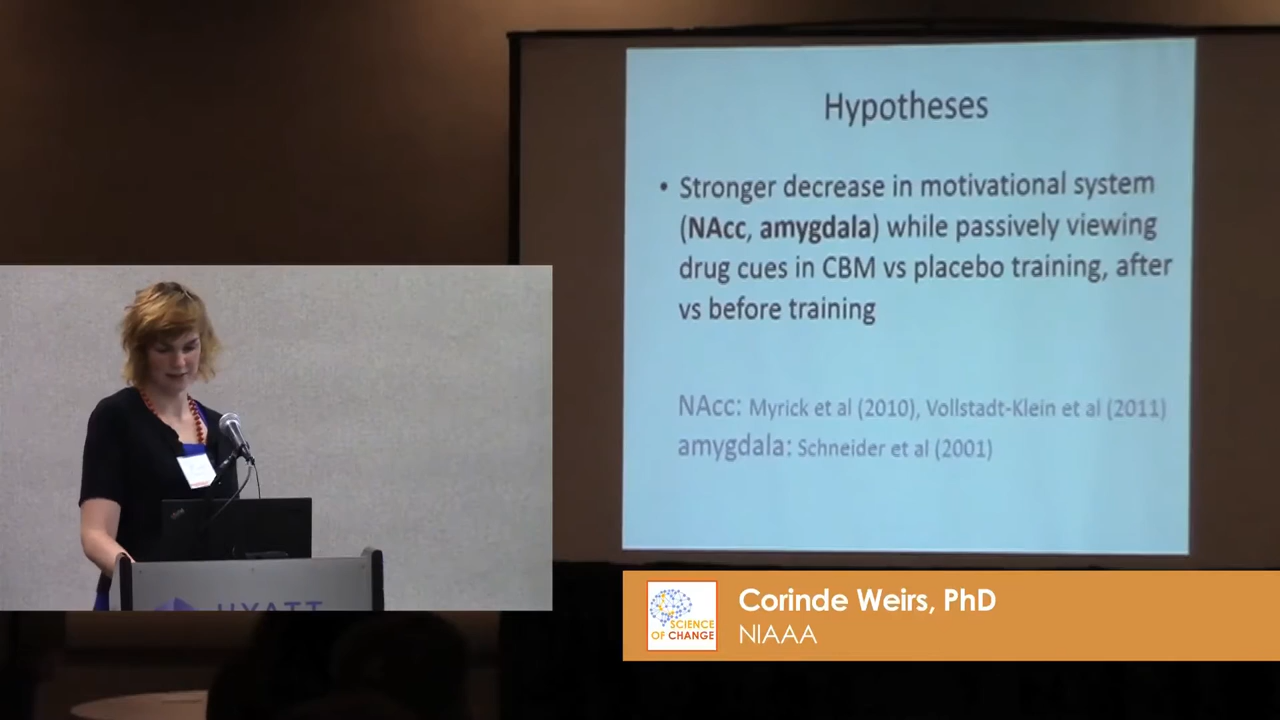 Hypotheses
• Stronger decrease in motivational system
(NAcc, amygdala) while passively viewing
drug cues in CBM vs placebo training, after
vs before training
NAcc: Myrick et al (2010), Vollstadt-Klein et al (2011)
amygdala: Schneider et al (2001)
HYATT
SCIENCE
OF CHANGE
Corinde Weirs, PhD
NIAAA